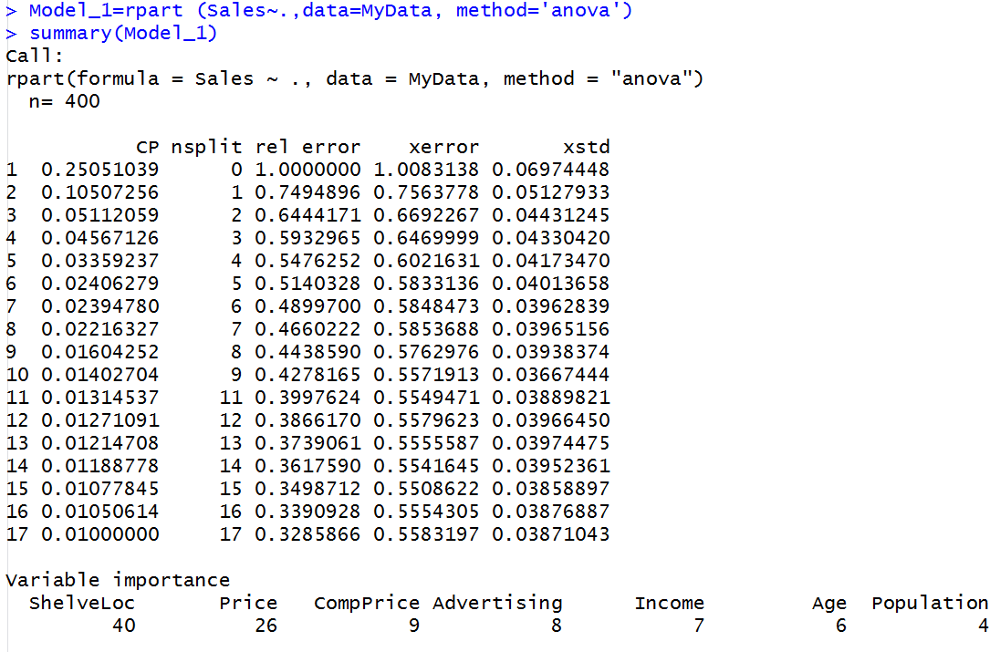 > Model_1=rpart (Sales~.,data=MyData, method='anova')
> summary(Model_1)
Call:
rpart(formula = Sales ~ ., data = MyData, method = "anova")
  n= 400

           CP nsplit rel error    xerror       xstd
1  0.25051039      0 1.0000000 1.0083138 0.06974448
2  0.10507256      1 0.7494896 0.7563778 0.05127933
3  0.05112059      2 0.6444171 0.6692267 0.04431245
4  0.04567126      3 0.5932965 0.6469999 0.04330420
5  0.03359237      4 0.5476252 0.6021631 0.04173470
6  0.02406279      5 0.5140328 0.5833136 0.04013658
7  0.02394780      6 0.4899700 0.5848473 0.03962839
8  0.02216327      7 0.4660222 0.5853688 0.03965156
9  0.01604252      8 0.4438590 0.5762976 0.03938374
10 0.01402704      9 0.4278165 0.5571913 0.03667444
11 0.01314537     11 0.3997624 0.5549471 0.03889821
12 0.01271091     12 0.3866170 0.5579623 0.03966450
13 0.01214708     13 0.3739061 0.5555587 0.03974475
14 0.01188778     14 0.3617590 0.5541645 0.03952361
15 0.01077845     15 0.3498712 0.5508622 0.03858897
16 0.01050614     16 0.3390928 0.5554305 0.03876887
17 0.01000000     17 0.3285866 0.5583197 0.03871043

Variable importance
  ShelveLoc       Price   CompPrice Advertising      Income         Age  Population
         40          26           9           8           7           6           4